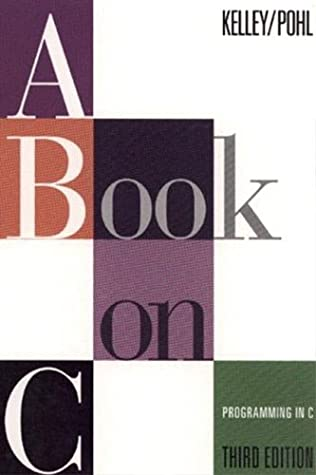 KELLEY/POHL
A
Book
on
C
PROGRAMMING IN C
THIRD EDITION